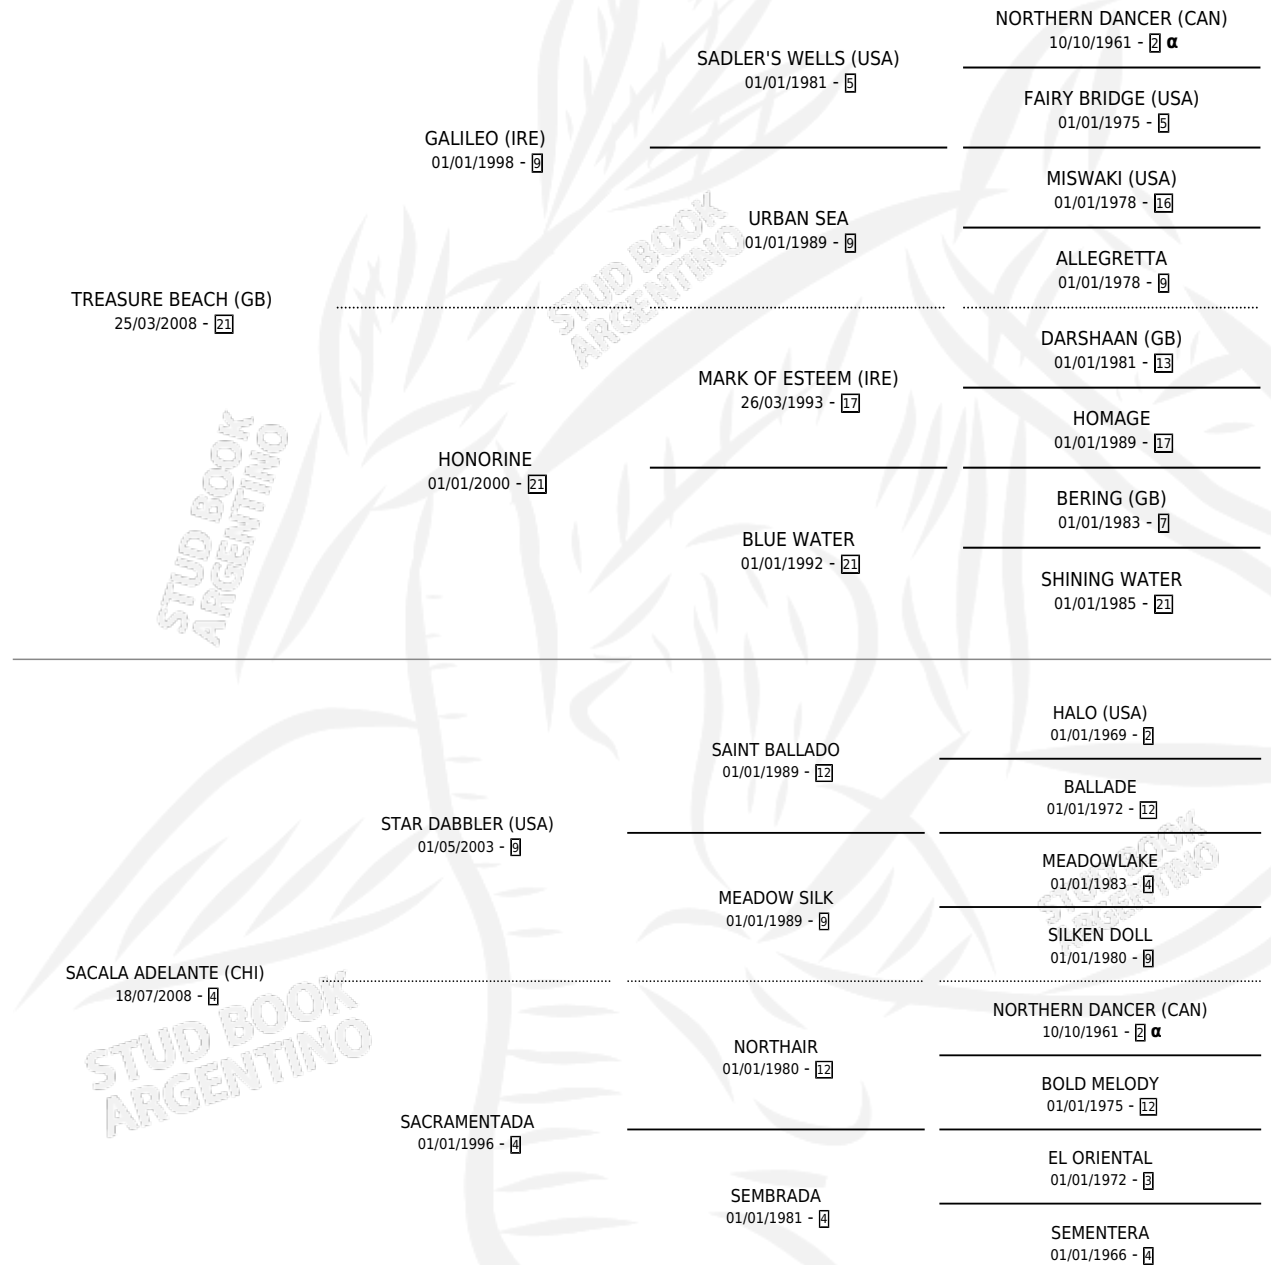 NORTHERN DANCER (CAN)
10/10/1961 - 2 α
SADLER'S WELLS (USA)
01/01/1981 - 5
FAIRY BRIDGE (USA)
01/01/1975 - 5
GALILEO (IRE)
01/01/1998 - 9
MISWAKI (USA)
01/01/1978 - 16
URBAN SEA
01/01/1989 - 9
ALLEGRETTA
01/01/1978 - 9
TREASURE BEACH (GB)
25/03/2008 - 21
DARSHAAN (GB)
01/01/1981 - 13
MARK OF ESTEEM (IRE)
26/03/1993 - 17
HOMAGE
01/01/1989 - 17
HONORINE
01/01/2000 - 21
BERING (GB)
01/01/1983 - 7
BLUE WATER
01/01/1992 - 21
SHINING WATER
01/01/1985 - 21
HALO (USA)
01/01/1969 - 2
SAINT BALLADO
01/01/1989 - 12
BALLADE
01/01/1972 - 12
STAR DABBLER (USA)
01/05/2003 - 9
MEADOWLAKE
01/01/1983 - 4
MEADOW SILK
01/01/1989 - 9
SILKEN DOLL
01/01/1980 - 9
SACALA ADELANTE (CHI)
18/07/2008 - 4
NORTHERN DANCER (CAN)
10/10/1961 - 2 α
NORTHAIR
01/01/1980 - 12
BOLD MELODY
01/01/1975 - 12
SACRAMENTADA
01/01/1996 - 4
EL ORIENTAL
01/01/1972 - 3
SEMBRADA
01/01/1981 - 4
SEMENTERA
01/01/1966 - 4
STUD BOOK
ARGENTINO
STUD BOOK
ARGENTINO
STUD BOOK
ARGENTINO
STUD BOOK
ARGENTINO